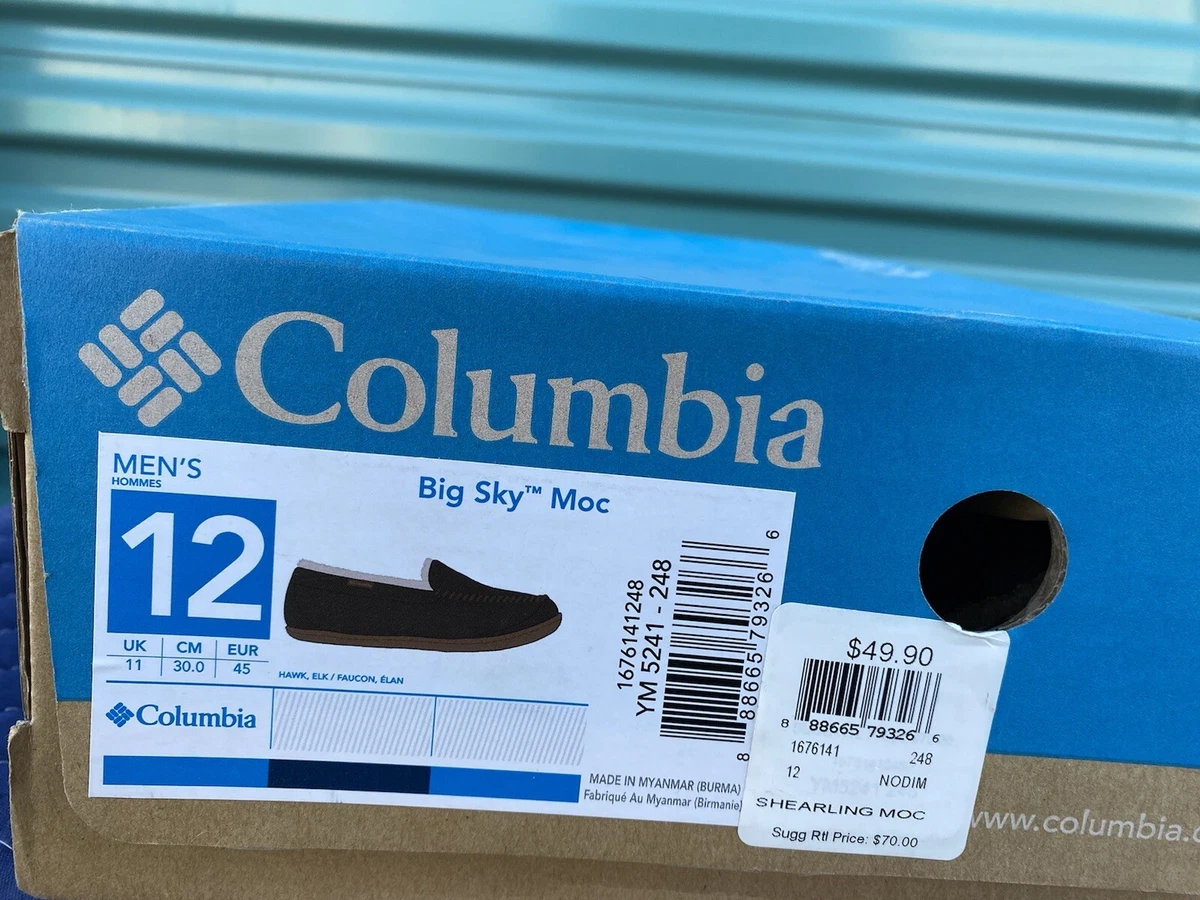 Columbia
MEN'S
HOMMES
Big Sky™ Moc
12
UK CM EUR
11 30.0 45
HAWK, ELK / FAUCON, ÉLAN
Columbia
1676141248
YM 5241 - 248
8 88665 79326 6
MADE IN MYANMAR (BURMA)
Fabriqué Au Myanmar (Birmanie)
$49.90
8 88665 79326 6
1676141 248
12 NODIM
SHEARLING MOC
Sugg Rtl Price: $70.00
www.columbia.c